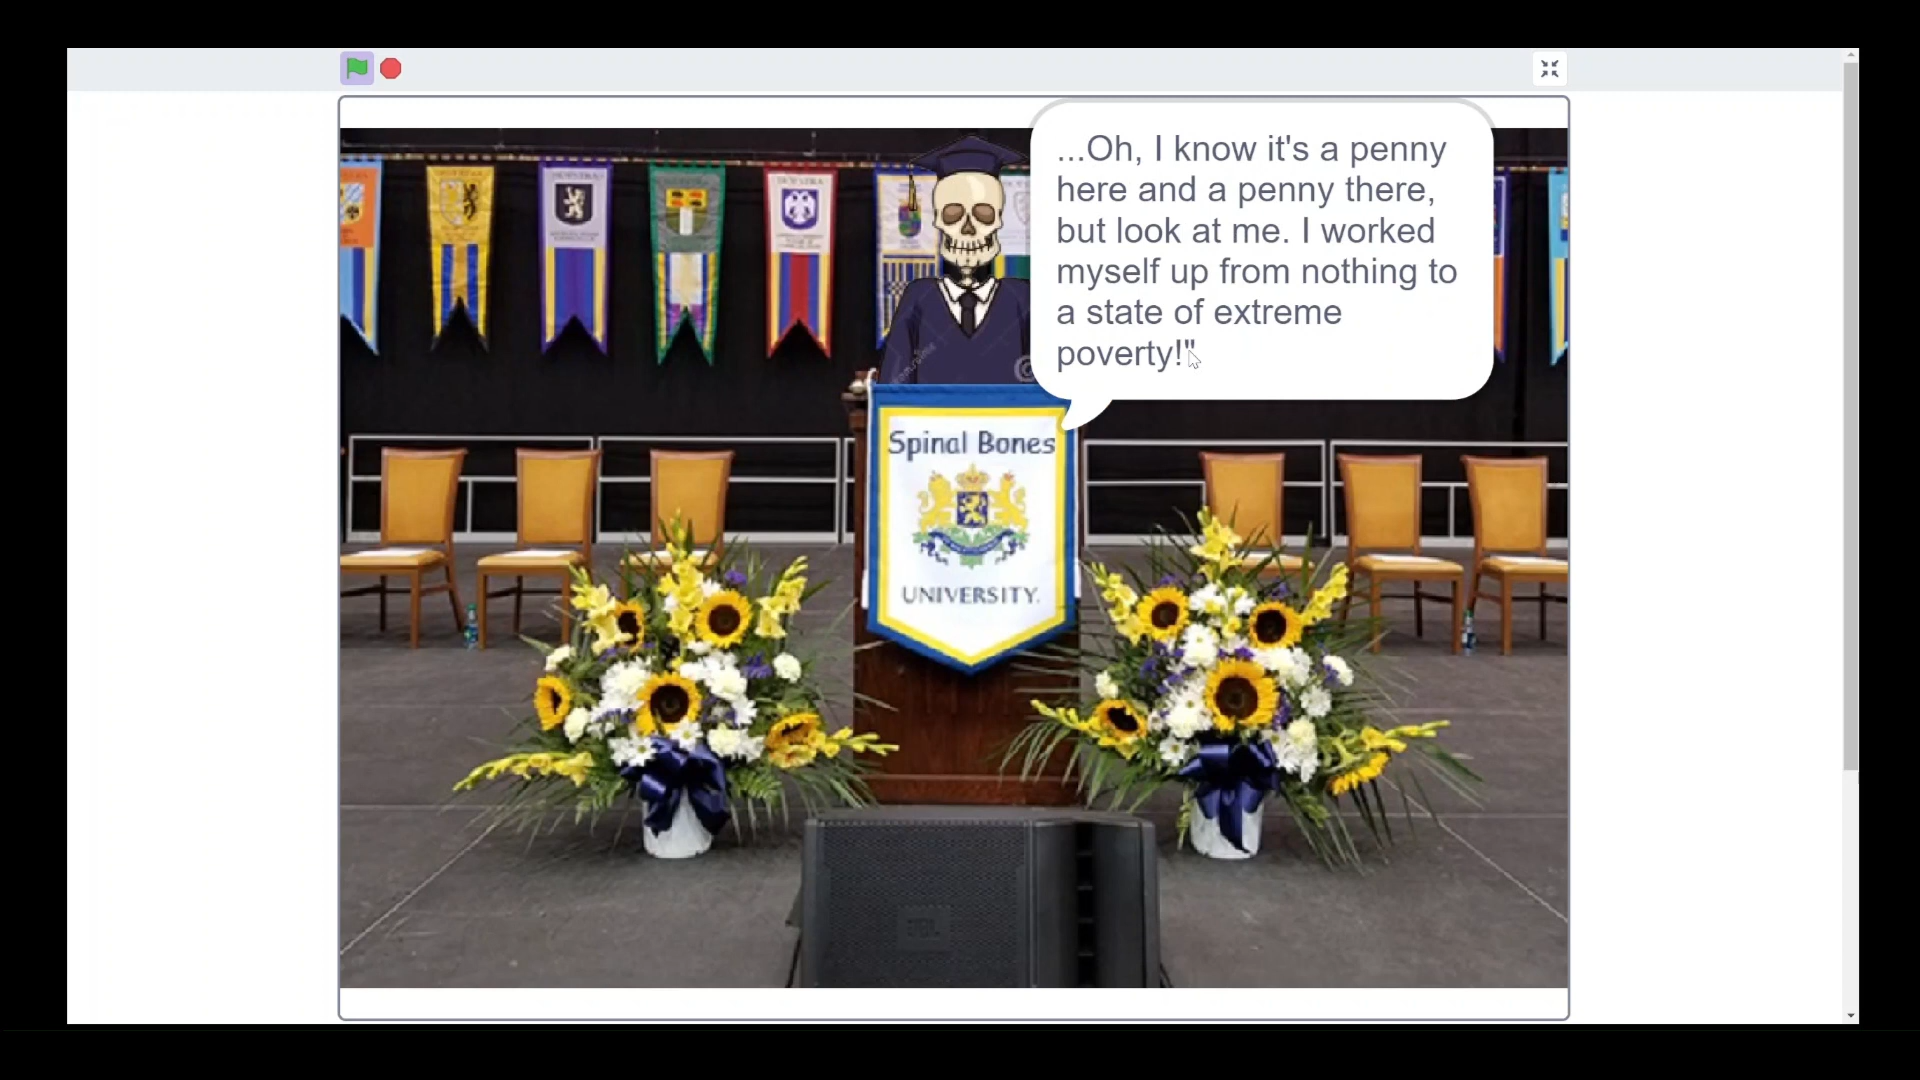 ...Oh, I know it's a penny
here and a penny there,
but look at me. I worked
myself up from nothing to
a state of extreme
poverty!"
Spinal Bones
UNIVERSITY.